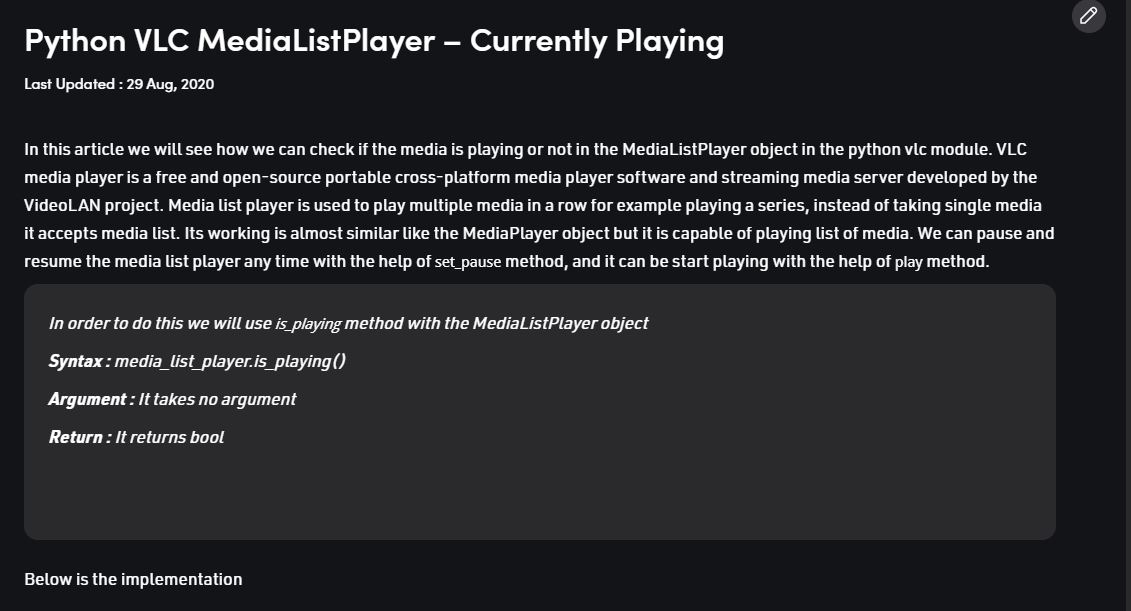 Python VLC MediaListPlayer – Currently Playing
Last Updated : 29 Aug, 2020
In this article we will see how we can check if the media is playing or not in the MediaListPlayer object in the python vlc module. VLC
media player is a free and open-source portable cross-platform media player software and streaming media server developed by the
VideoLAN project. Media list player is used to play multiple media in a row for example playing a series, instead of taking single media
it accepts media list. Its working is almost similar like the MediaPlayer object but it is capable of playing list of media. We can pause and
resume the media list player any time with the help of set_pause method, and it can be start playing with the help of play method.
In order to do this we will use is_playing method with the MediaListPlayer object
Syntax : media_list_player.is_playing()
Argument : It takes no argument
Return : It returns bool
Below is the implementation